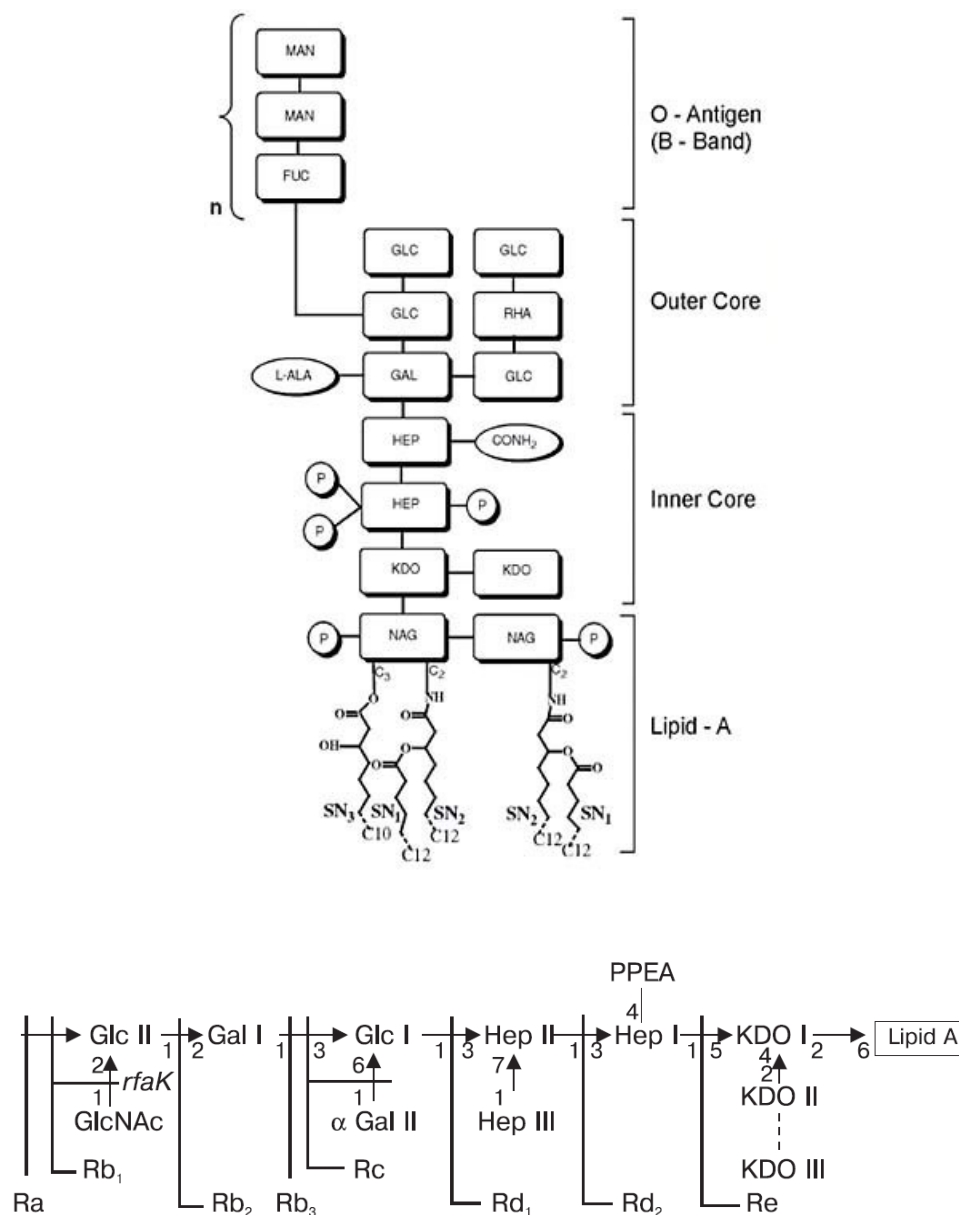 MAN
MAN
FUC
n
O - Antigen
(B - Band)
GLC GLC
GLC RHA
L-ALA GAL GLC
Outer Core
HEP CONH₂
P
HEP P
P
KDO KDO
Inner Core
P NAG NAG P
C₃ C₂ C₂
O NH NH
O O O
OH O O
O O
SN₃ SN₁ SN₂ SN₂ SN₁
C10 C12 C12
C12 C12
Lipid - A
PPEA
4
Glc II 1 2 Gal I 1 3 Glc I 1 3 Hep II 1 3 Hep I 1 5 KDO I 2 6 Lipid A
2 6 7 4
1 rfaK 1 1 2
GlcNAc α Gal II Hep III KDO II
Rb₁ Rc KDO III
Ra Rb₂ Rb₃ Rd₁ Rd₂ Re